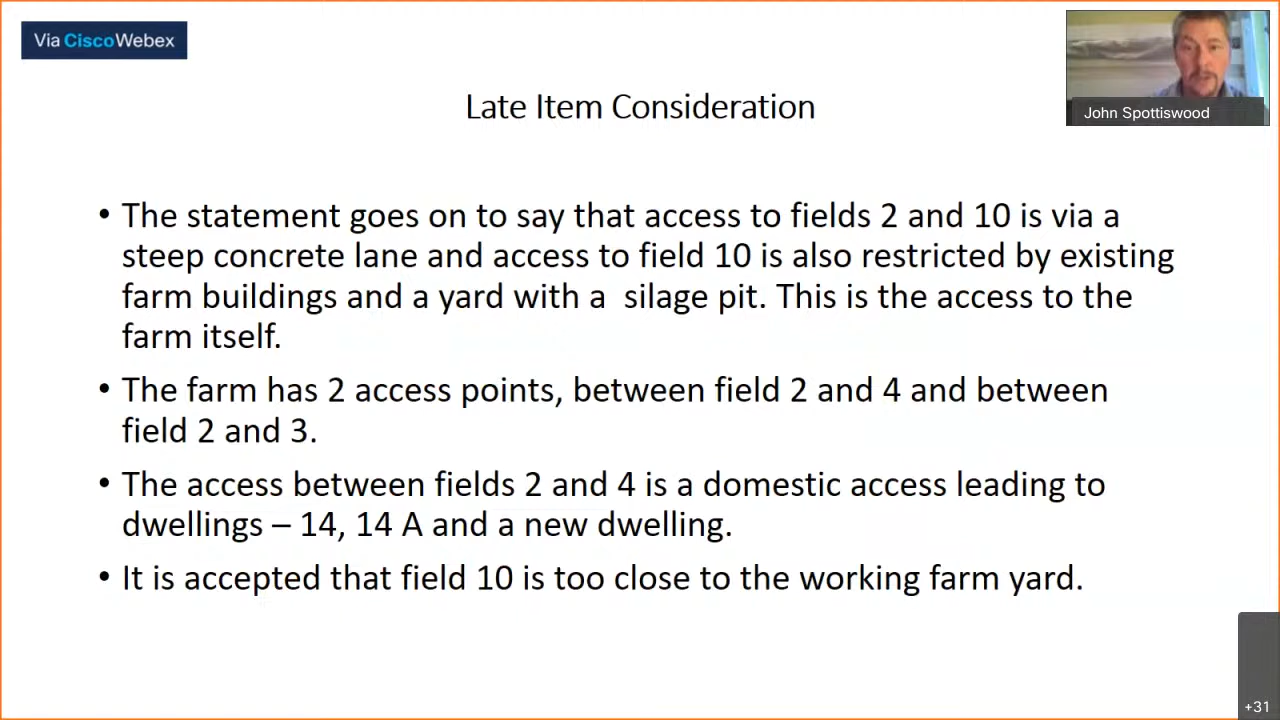 Via CiscoWebex
John Spottiswood
Late Item Consideration
• The statement goes on to say that access to fields 2 and 10 is via a
steep concrete lane and access to field 10 is also restricted by existing
farm buildings and a yard with a  silage pit. This is the access to the
farm itself.
• The farm has 2 access points, between field 2 and 4 and between
field 2 and 3.
• The access between fields 2 and 4 is a domestic access leading to
dwellings – 14, 14 A and a new dwelling.
• It is accepted that field 10 is too close to the working farm yard.
+31